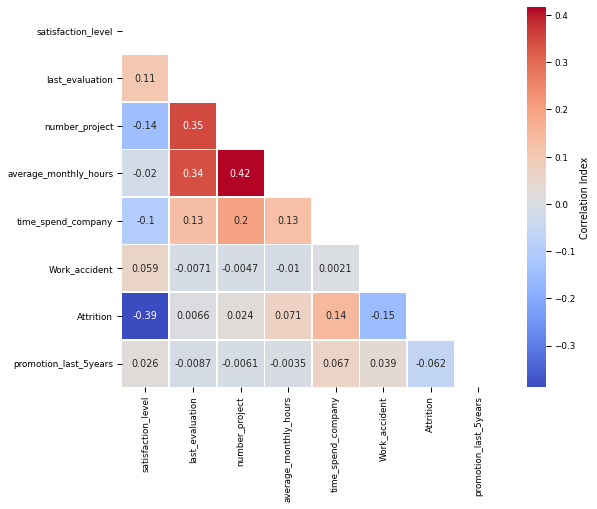 satisfaction_level
last_evaluation 0.11
number_project -0.14 0.35
average_monthly_hours -0.02 0.34 0.42
time_spend_company -0.1 0.13 0.2 0.13
Work_accident 0.059 -0.0071 -0.0047 -0.01 0.0021
Attrition -0.39 0.0066 0.024 0.071 0.14 -0.15
promotion_last_5years 0.026 -0.0087 -0.0061 -0.0035 0.067 0.039 -0.062
satisfaction_level
last_evaluation
number_project
average_monthly_hours
time_spend_company
Work_accident
Attrition
promotion_last_5years
0.4
0.3
0.2
0.1
0.0
−0.1
−0.2
−0.3
Correlation Index